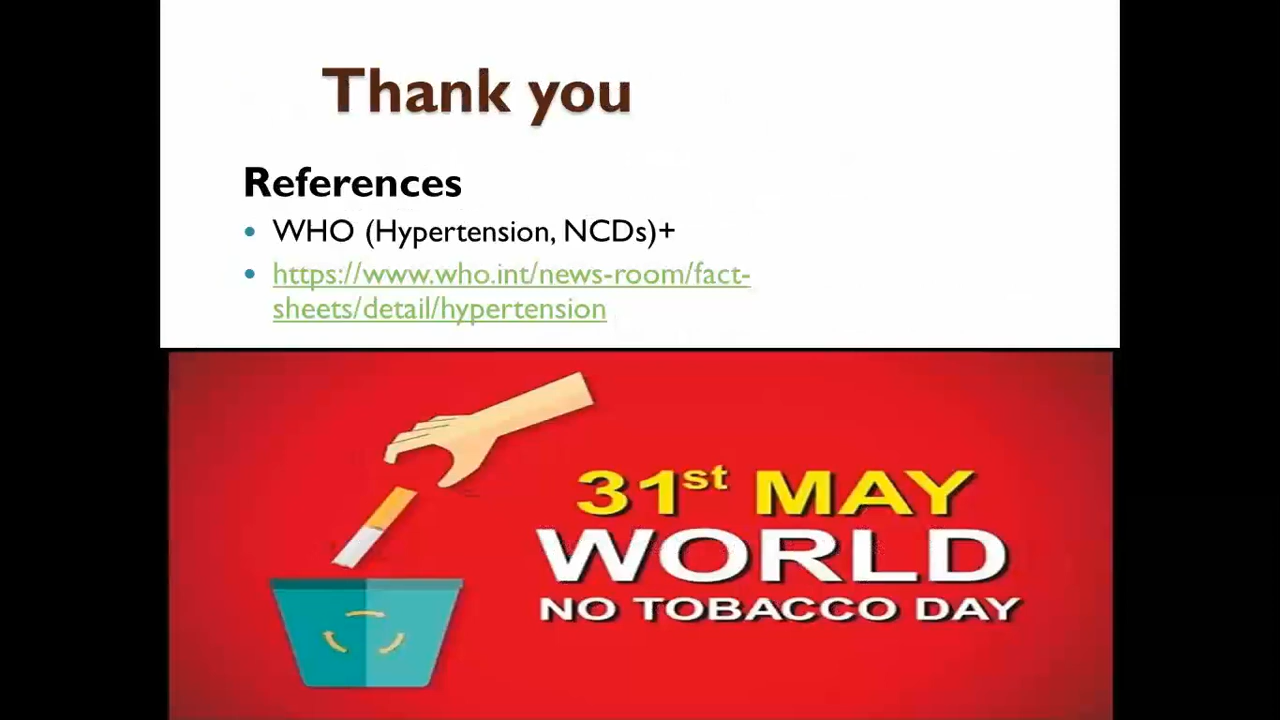 Thank you
References
• WHO (Hypertension, NCDs)+
• https://www.who.int/news-room/fact-
sheets/detail/hypertension
31st MAY
WORLD
NO TOBACCO DAY